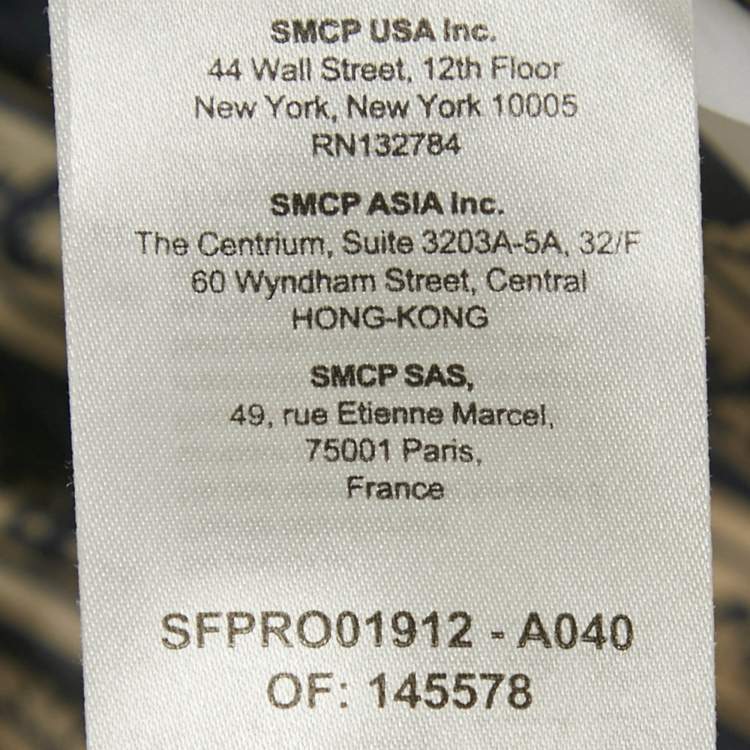 SMCP USA Inc.
44 Wall Street, 12th Floor
New York, New York 10005
RN132784
SMCP ASIA Inc.
The Centrium, Suite 3203A-5A, 32/F
60 Wyndham Street, Central
HONG-KONG
SMCP SAS,
49, rue Etienne Marcel,
75001 Paris,
France
SFPRO01912 - A040
OF: 145578